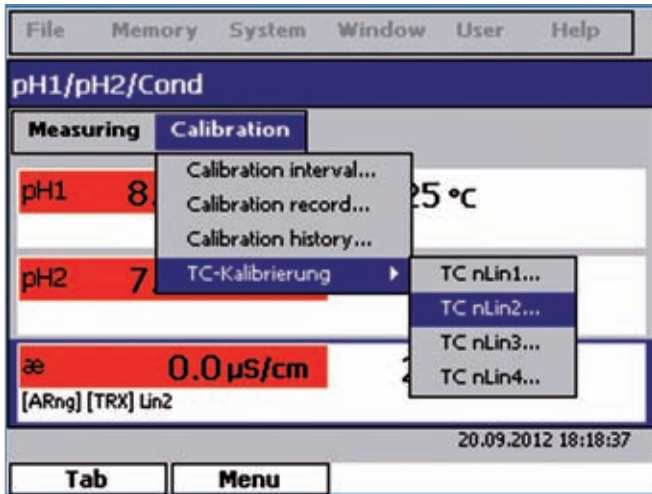 File Memory System Window User Help
pH1/pH2/Cond
Measuring Calibration
Calibration interval...
pH1 8. Calibration record... 25 °C
Calibration history...
pH2 7. TC-Kalibrierung TC nLin1...
TC nLin2...
TC nLin3...
æ 0.0 µS/cm TC nLin4...
[ARng] [TRX] Lin2
20.09.2012 18:18:37
Tab Menu